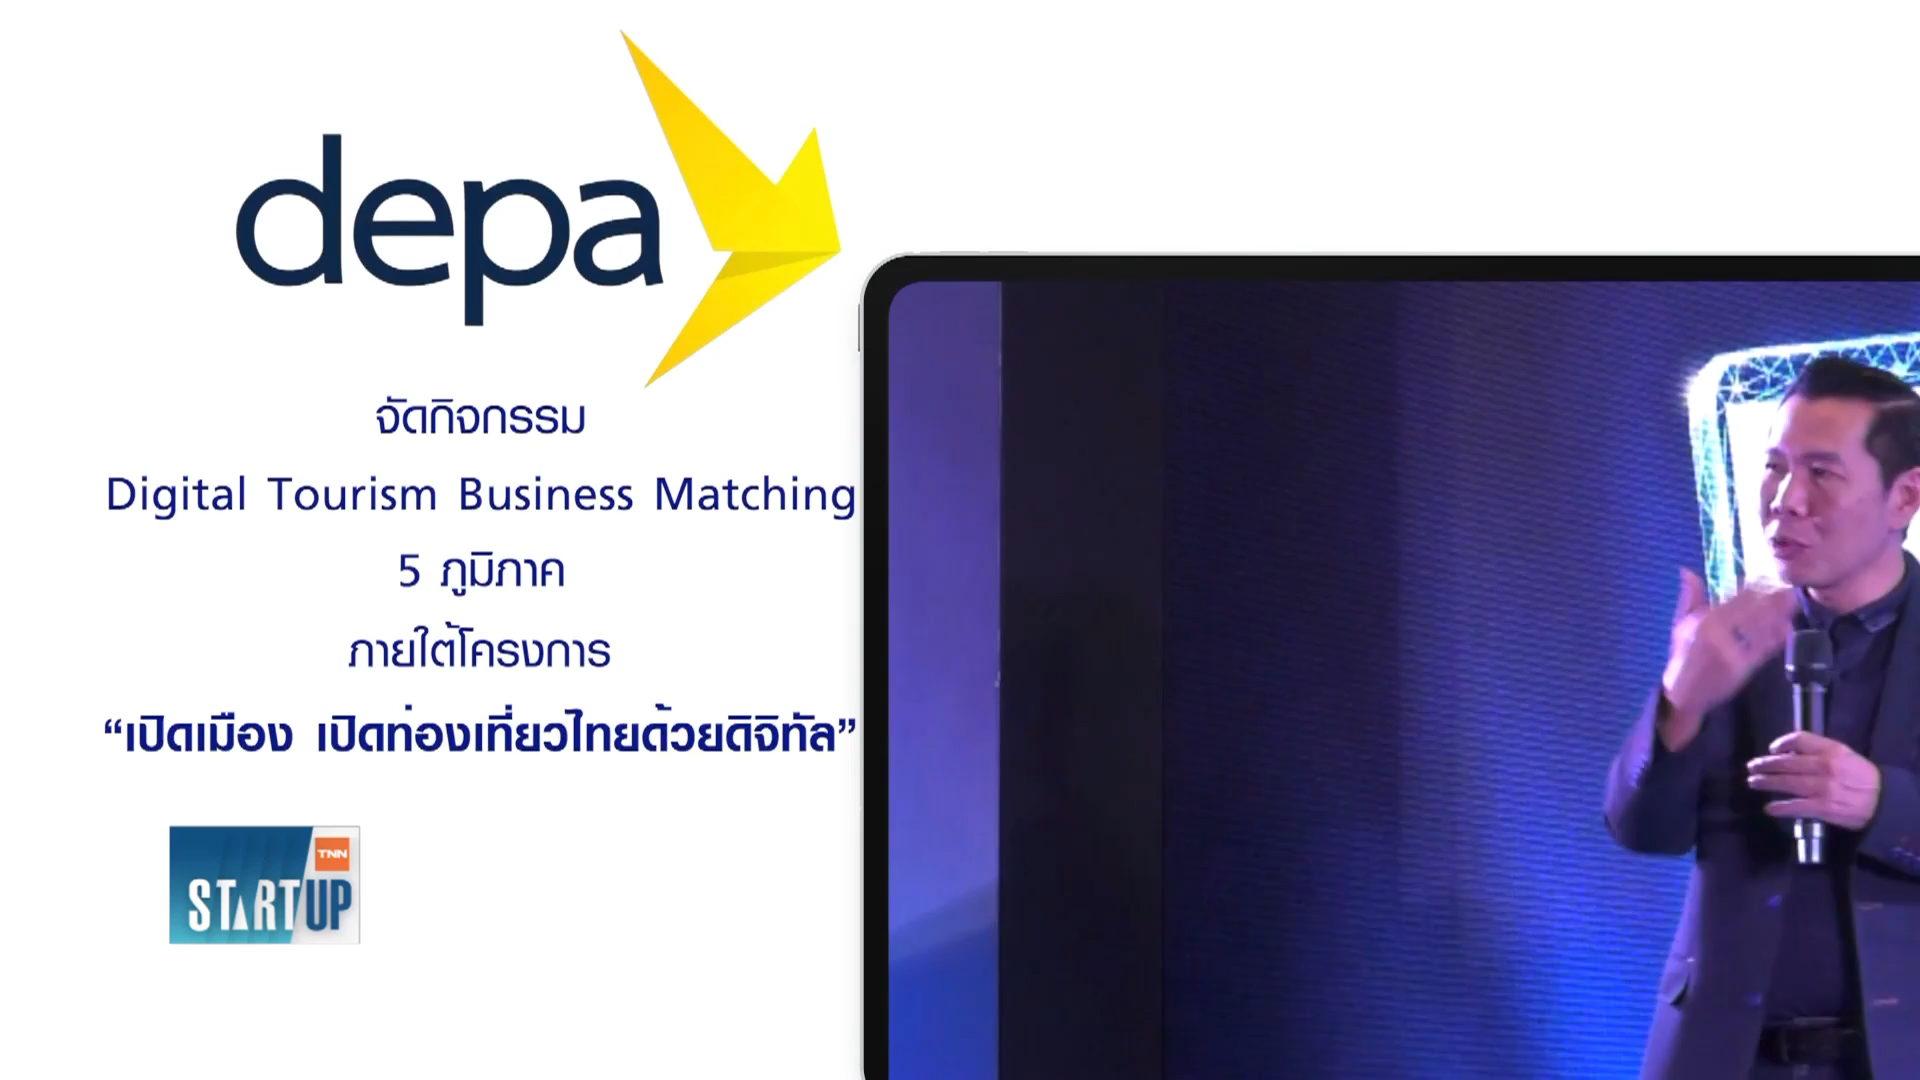 depa
จัดกิจกรรม
Digital Tourism Business Matching
5 ภูมิภาค
ภายใต้โครงการ
“เปิดเมือง เปิดท่องเที่ยวไทยด้วยดิจิทัล”
TNN
STARTUP